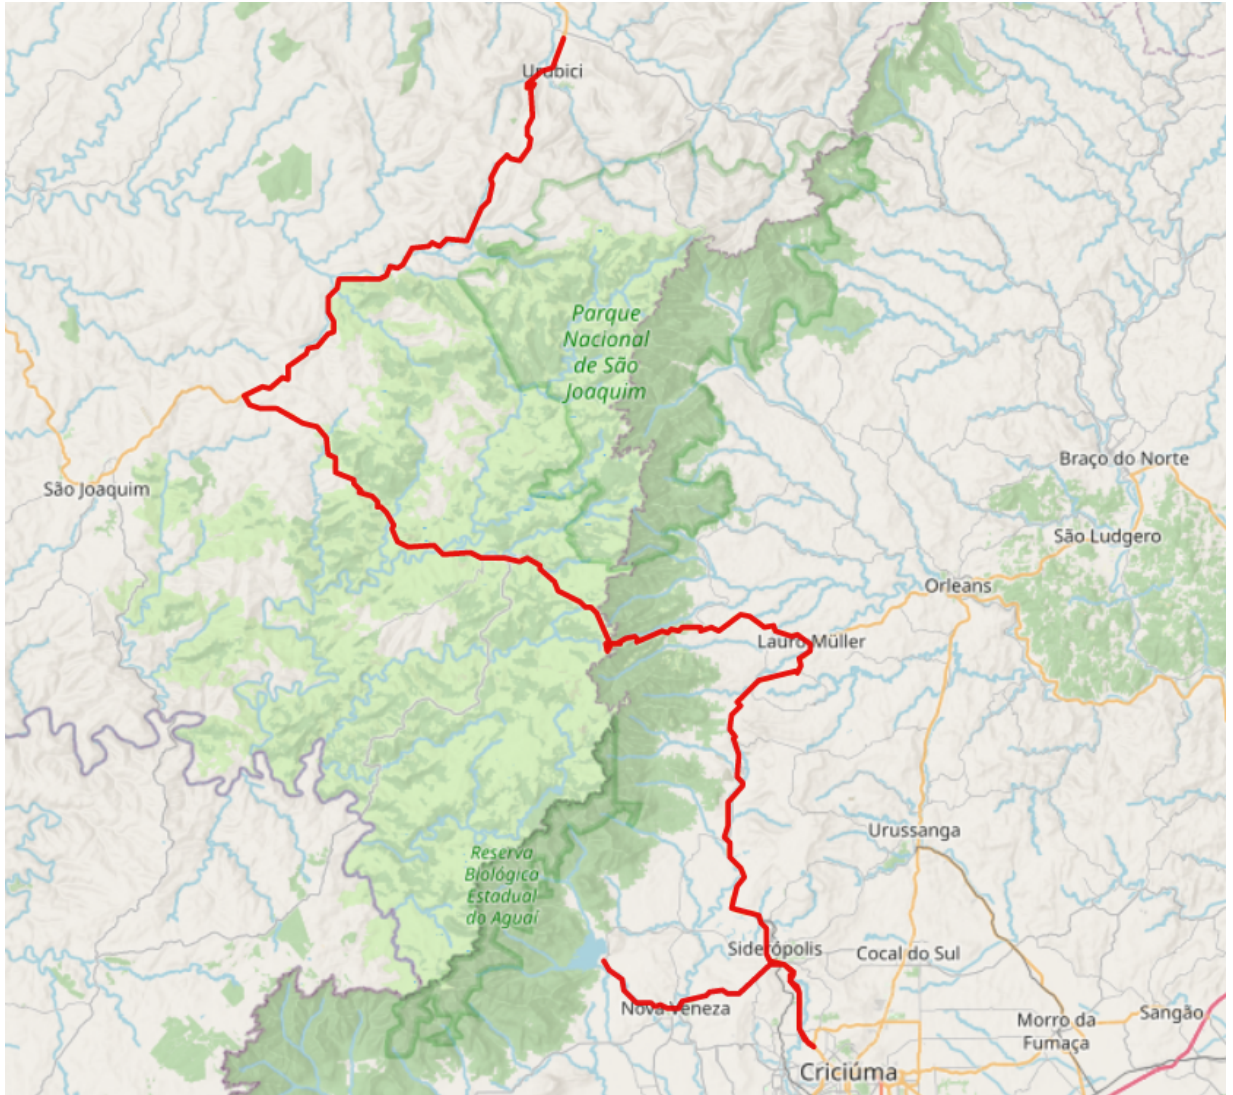 Urubici
Parque
Nacional
de São
Joaquim
São Joaquim
Braço do Norte
São Ludgero
Orleans
Lauro Müller
Urussanga
Reserva
Biológica
Estadual
do Aguaí
Siderópolis
Cocal do Sul
Nova Veneza
Morro da
Fumaça
Sangão
Criciúma